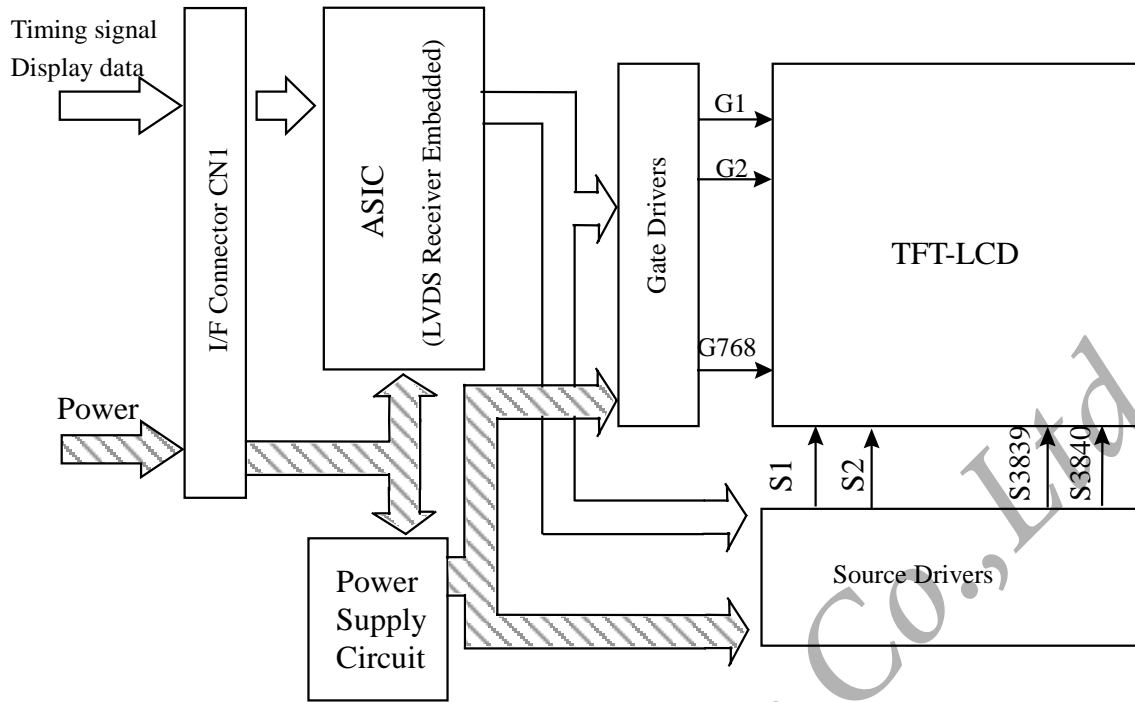 Timing signal
Display data
I/F Connector CN1
ASIC
(LVDS Receiver Embedded)
Gate Drivers
G1
G2
G768
TFT-LCD
Power
S1
S2
S3839
S3840
Source Drivers
Power
Supply
Circuit
Co.,Ltd